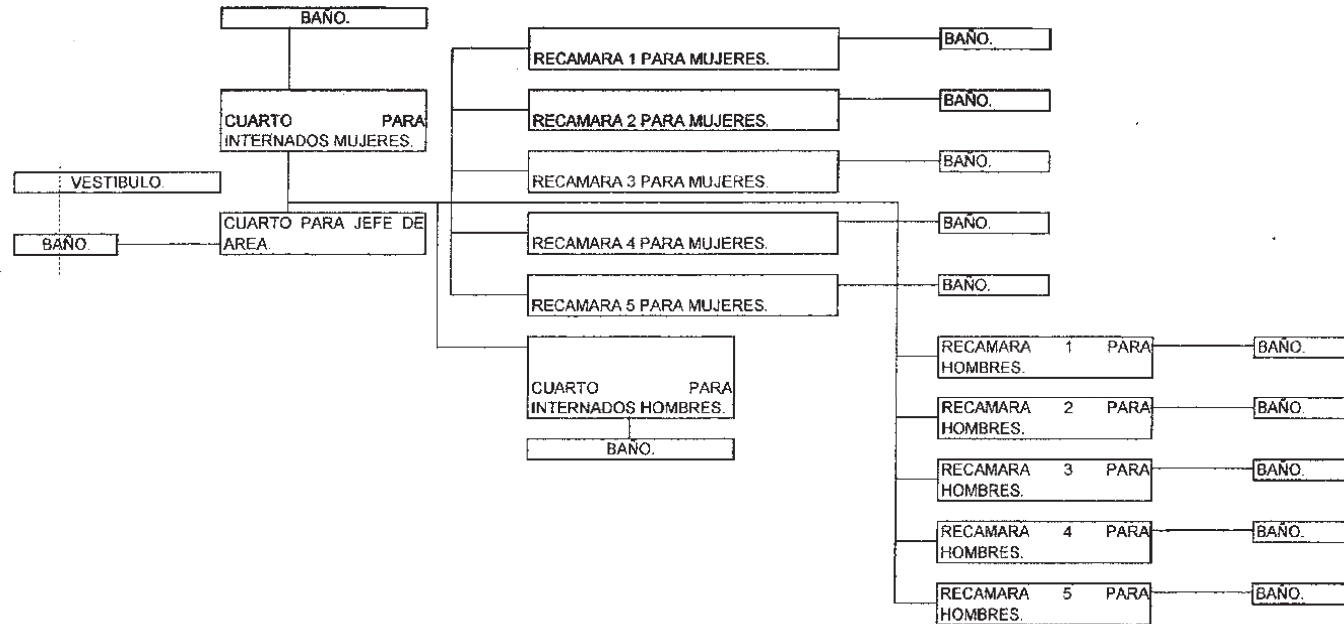 BAÑO.
RECAMARA 1 PARA MUJERES.
BAÑO.
CUARTO PARA
INTERNADOS MUJERES.
RECAMARA 2 PARA MUJERES.
BAÑO.
RECAMARA 3 PARA MUJERES.
BAÑO.
VESTIBULO.
CUARTO PARA JEFE DE
AREA.
BAÑO.
RECAMARA 4 PARA MUJERES.
BAÑO.
RECAMARA 5 PARA MUJERES.
BAÑO.
CUARTO PARA
INTERNADOS HOMBRES.
BAÑO.
RECAMARA 1 PARA
HOMBRES.
BAÑO.
RECAMARA 2 PARA
HOMBRES.
BAÑO.
RECAMARA 3 PARA
HOMBRES.
BAÑO.
RECAMARA 4 PARA
HOMBRES.
BAÑO.
RECAMARA 5 PARA
HOMBRES.
BAÑO.